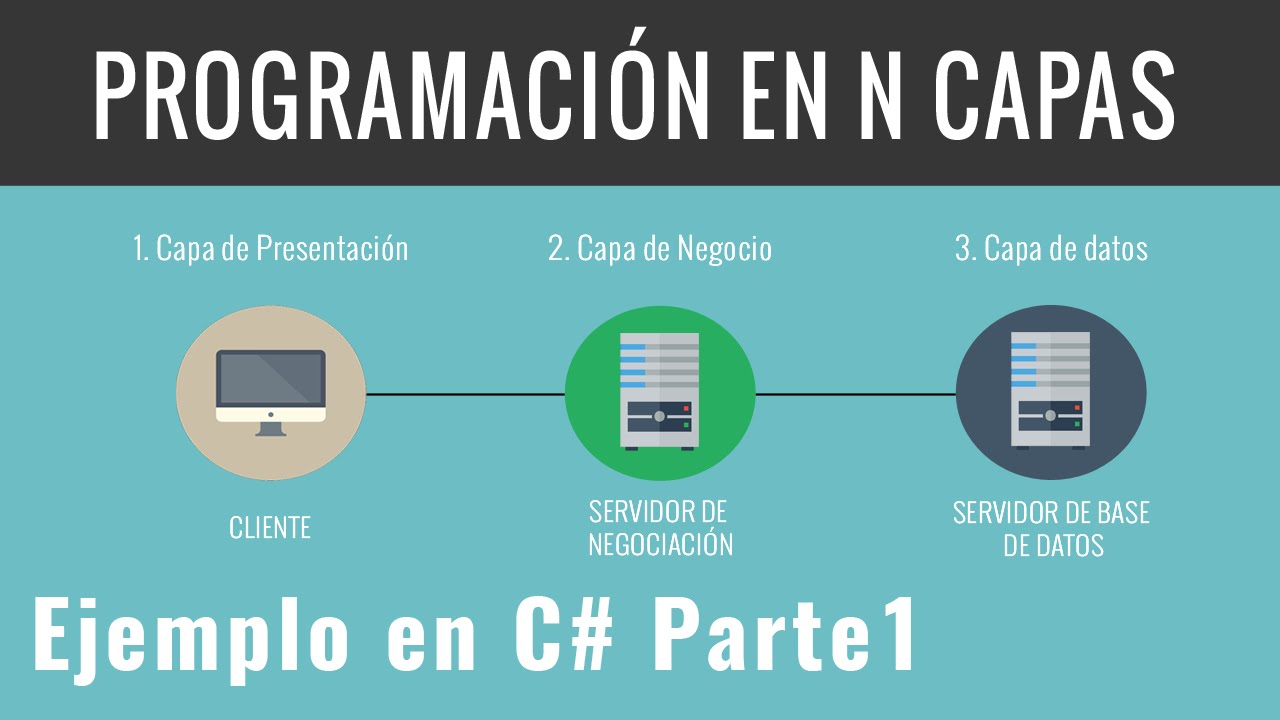 PROGRAMACIÓN EN N CAPAS
1. Capa de Presentación
2. Capa de Negocio
3. Capa de datos
CLIENTE
SERVIDOR DE
NEGOCIACIÓN
SERVIDOR DE BASE
DE DATOS
Ejemplo en C# Parte1